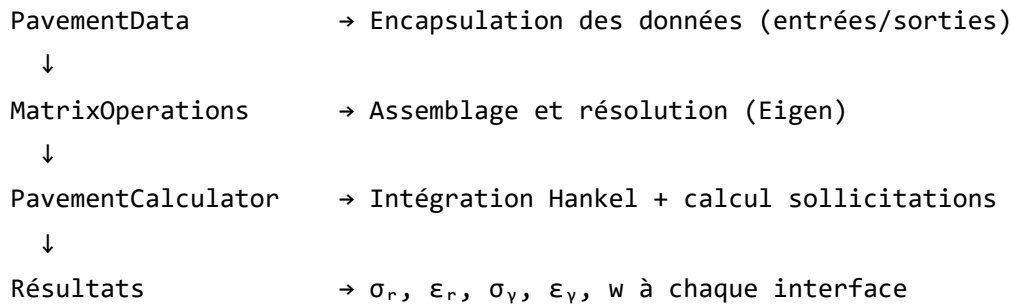 PavementData → Encapsulation des données (entrées/sorties)
↓
MatrixOperations → Assemblage et résolution (Eigen)
↓
PavementCalculator → Intégration Hankel + calcul sollicitations
↓
Résultats → σᵣ, εᵣ, σᵧ, εᵧ, w à chaque interface